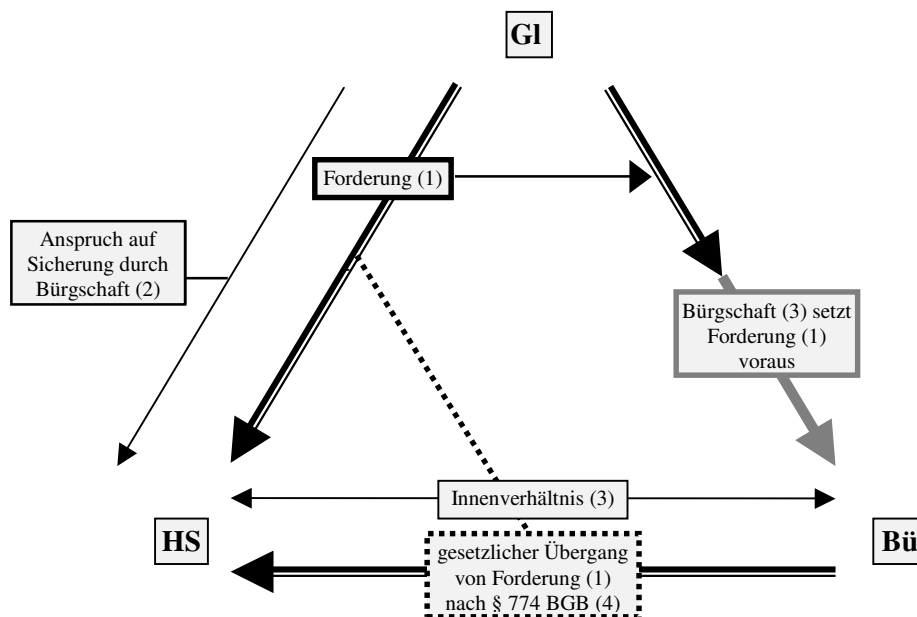 Gl
Forderung (1)
Anspruch auf
Sicherung durch
Bürgschaft (2)
Bürgschaft (3) setzt
Forderung (1)
voraus
Innenverhältnis (3)
HS
Bü
gesetzlicher Übergang
von Forderung (1)
nach § 774 BGB (4)